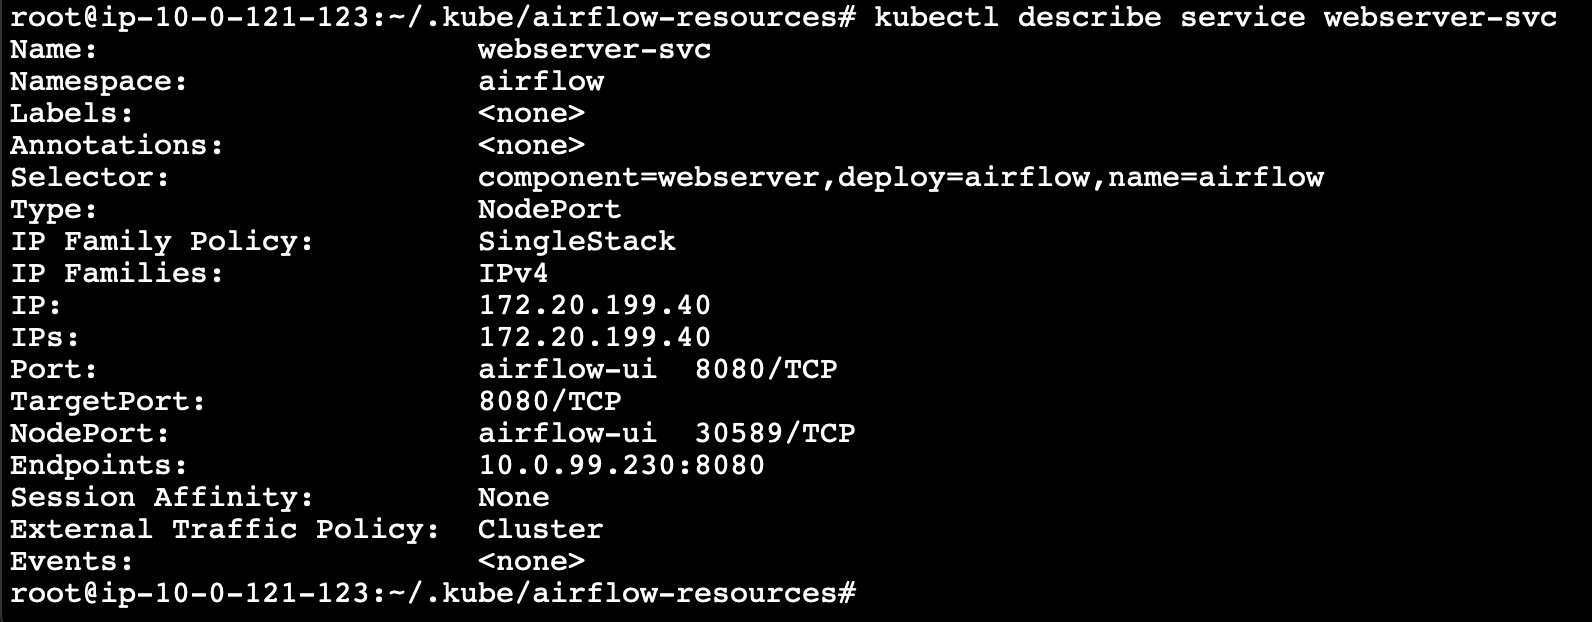 root@ip-10-0-121-123:~/.kube/airflow-resources# kubectl describe service webserver-svc
Name:                     webserver-svc
Namespace:                airflow
Labels:                   <none>
Annotations:              <none>
Selector:                 component=webserver,deploy=airflow,name=airflow
Type:                     NodePort
IP Family Policy:         SingleStack
IP Families:              IPv4
IP:                       172.20.199.40
IPs:                      172.20.199.40
Port:                     airflow-ui  8080/TCP
TargetPort:               8080/TCP
NodePort:                 airflow-ui  30589/TCP
Endpoints:                10.0.99.230:8080
Session Affinity:         None
External Traffic Policy:  Cluster
Events:                   <none>
root@ip-10-0-121-123:~/.kube/airflow-resources#